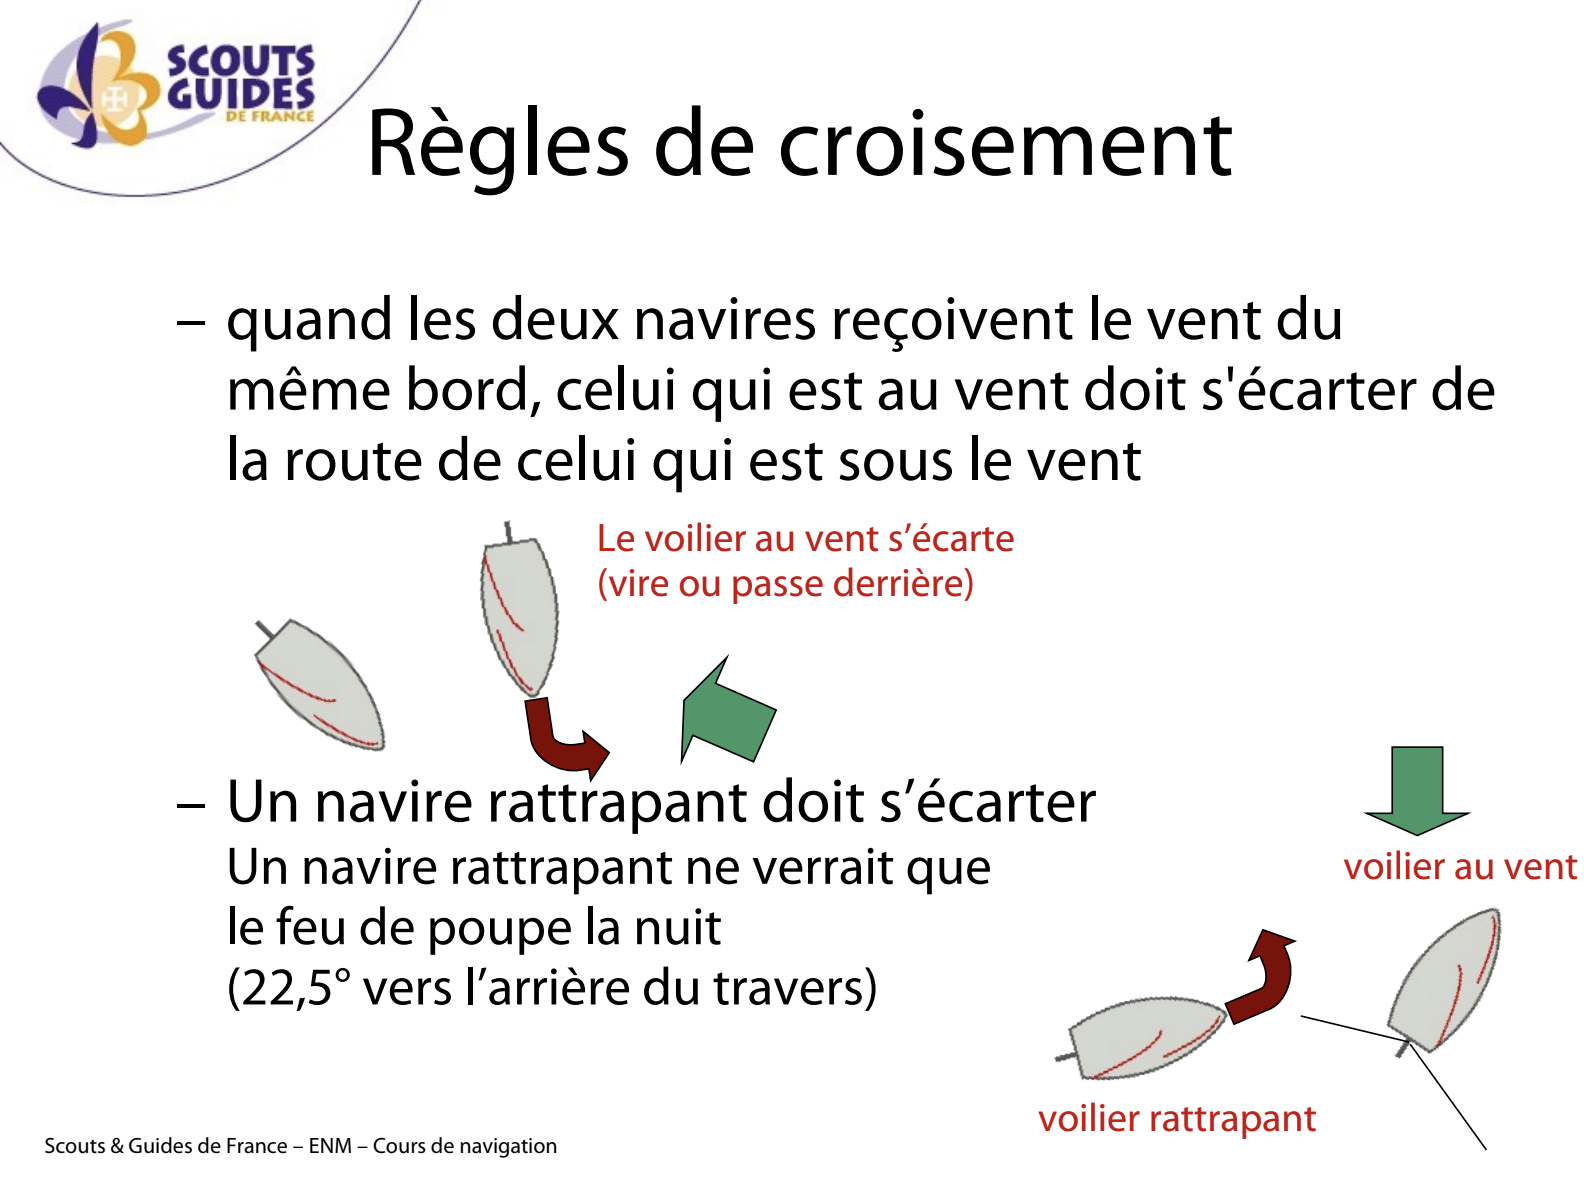 SCOUTS
GUIDES
DE FRANCE
Règles de croisement
– quand les deux navires reçoivent le vent du
même bord, celui qui est au vent doit s'écarter de
la route de celui qui est sous le vent
Le voilier au vent s’écarte
(vire ou passe derrière)
– Un navire rattrapant doit s’écarter
Un navire rattrapant ne verrait que
le feu de poupe la nuit
(22,5° vers l’arrière du travers)
voilier au vent
voilier rattrapant
Scouts & Guides de France – ENM – Cours de navigation